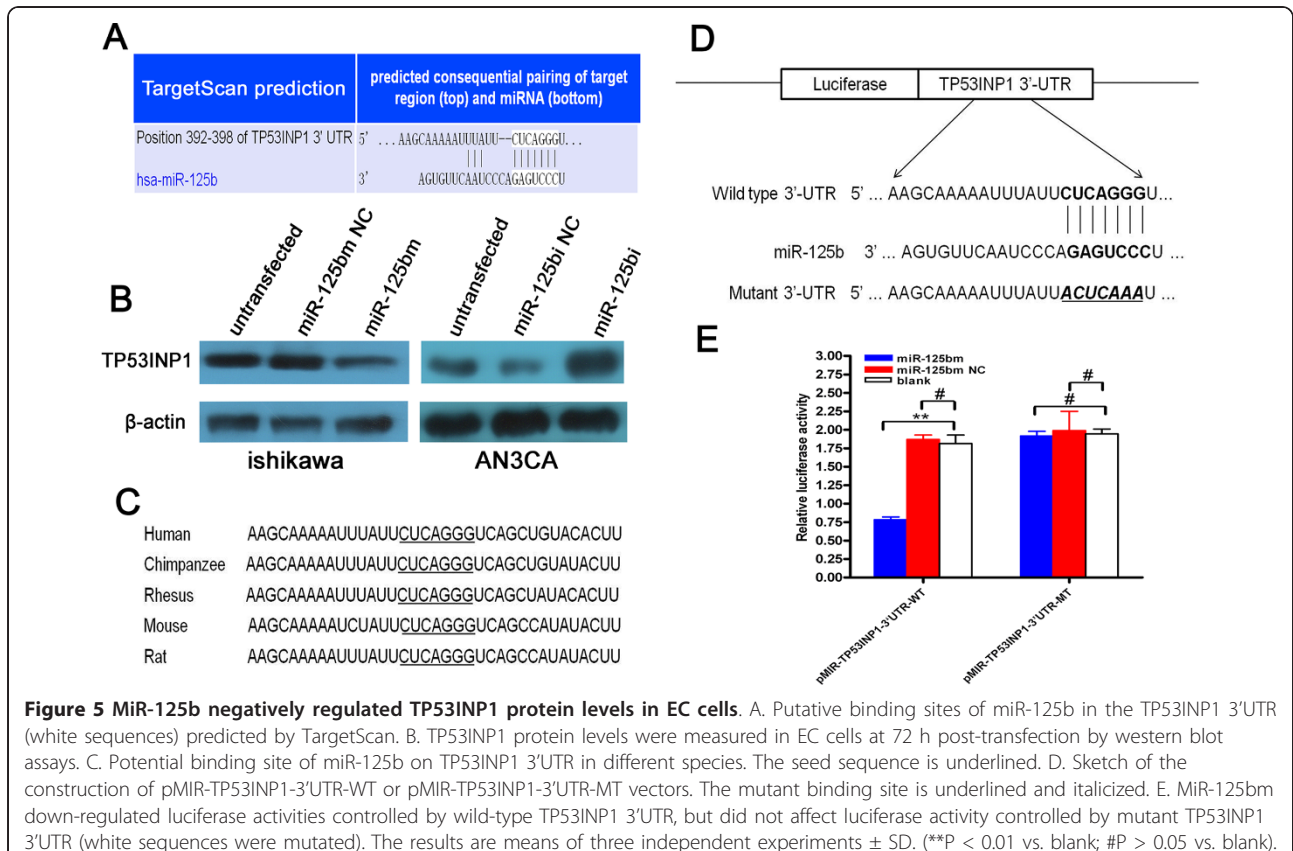 A
TargetScan prediction
predicted consequential pairing of target
region (top) and miRNA (bottom)
Position 392-398 of TP53INP1 3' UTR 5' ...AAGCAAAAAUUUAUU--CUCAGGGU...
hsa-miR-125b 3' AGUGUUCAAUCCCAGAGUCCCU
B
untransfected
miR-125bm NC
miR-125bm
untransfected
miR-125bi NC
miR-125bi
TP53INP1
β-actin
ishikawa
AN3CA
C
Human AAGCAAAAAUUUAUUCUCAGGGUCAGCUGUACACUU
Chimpanzee AAGCAAAAAUUUAUUCUCAGGGUCAGCUGUAUACUU
Rhesus AAGCAAAAAUUUAUUCUCAGGGUCAGCUAUACACUU
Mouse AAGCAAAAAUCUAUUCUCAGGGUCAGCCAUAUACUU
Rat AAGCAAAAAUUUAUUCUCAGGGUCAGCCAUAUACUU
D
Luciferase
TP53INP1 3'-UTR
Wild type 3'-UTR 5' ... AAGCAAAAAUUUAUUCUCAGGGU...
miR-125b 3' ... AGUGUUCAAUCCCAGAGUCCCU ...
Mutant 3'-UTR 5' ... AAGCAAAAAUUUAUUACUCAAAU ...
E
Relative luciferase activity
3.00
2.75
2.50
2.25
2.00
1.75
1.50
1.25
1.00
0.75
0.50
0.25
0.00
miR-125bm
miR-125bm NC
blank
#
**
#
#
pMIR-TP53INP1-3'UTR-WT
pMIR-TP53INP1-3'UTR-MT
Figure 5 MiR-125b negatively regulated TP53INP1 protein levels in EC cells. A. Putative binding sites of miR-125b in the TP53INP1 3'UTR
(white sequences) predicted by TargetScan. B. TP53INP1 protein levels were measured in EC cells at 72 h post-transfection by western blot
assays. C. Potential binding site of miR-125b on TP53INP1 3'UTR in different species. The seed sequence is underlined. D. Sketch of the
construction of pMIR-TP53INP1-3'UTR-WT or pMIR-TP53INP1-3'UTR-MT vectors. The mutant binding site is underlined and italicized. E. MiR-125bm
down-regulated luciferase activities controlled by wild-type TP53INP1 3'UTR, but did not affect luciferase activity controlled by mutant TP53INP1
3'UTR (white sequences were mutated). The results are means of three independent experiments ± SD. (**P < 0.01 vs. blank; #P > 0.05 vs. blank).